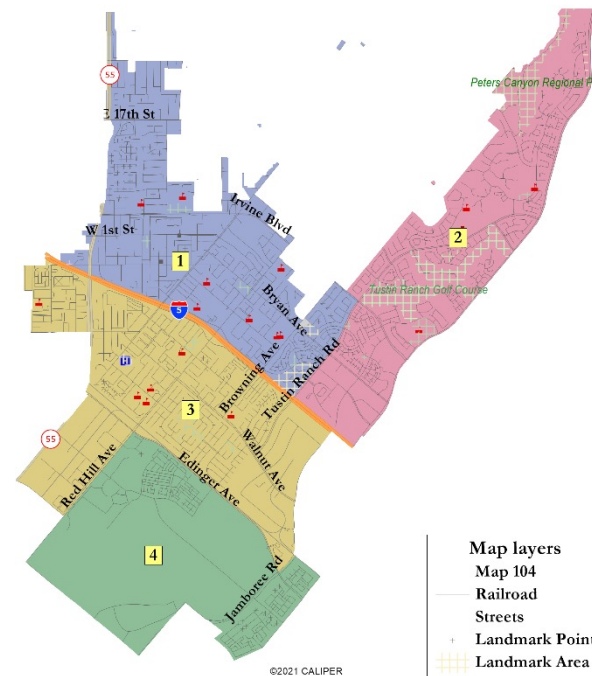 55
E 17th St
Peters Canyon Regional P
Irvine Blvd
W 1st St
2
1
Tustin Ranch Golf Course
5
Bryan Ave
H
Browning Ave
Tustin Ranch Rd
3
55
Red Hill Ave
Edinger Ave
Walnut Ave
4
Jamboree Rd
Map layers
Map 104
Railroad
Streets
Landmark Point
Landmark Area
©2021 CALIPER